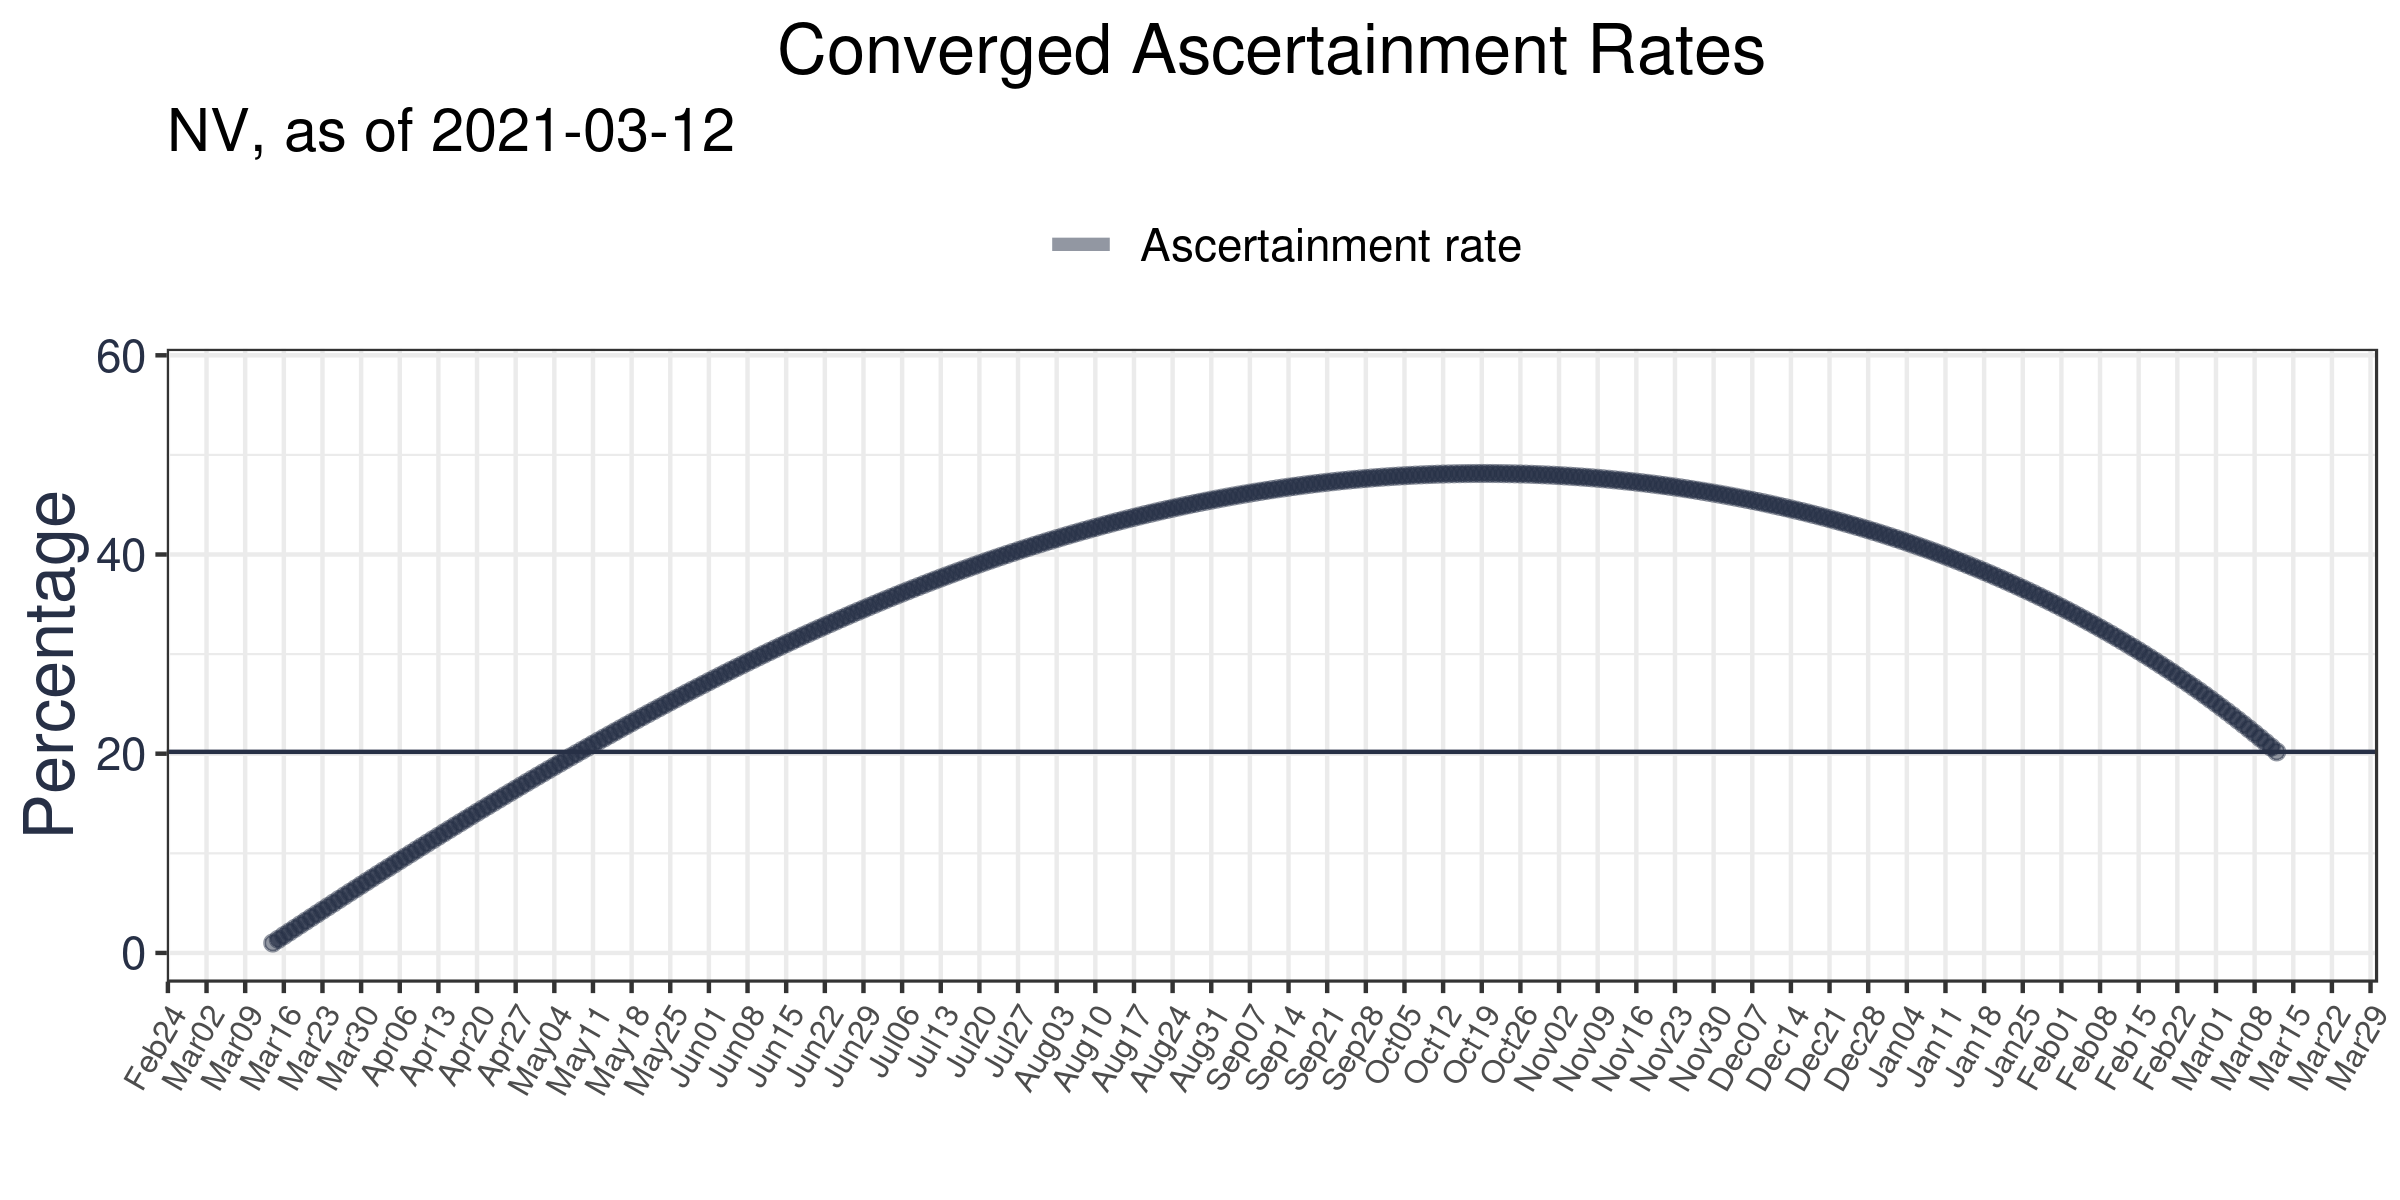 Converged Ascertainment Rates
NV, as of 2021-03-12
Ascertainment rate
Percentage
60
40
20
0
Feb24
Mar02
Mar09
Mar16
Mar23
Mar30
Apr06
Apr13
Apr20
Apr27
May04
May11
May18
May25
Jun01
Jun08
Jun15
Jun22
Jun29
Jul06
Jul13
Jul20
Jul27
Aug03
Aug10
Aug17
Aug24
Aug31
Sep07
Sep14
Sep21
Sep28
Oct05
Oct12
Oct19
Oct26
Nov02
Nov09
Nov16
Nov23
Nov30
Dec07
Dec14
Dec21
Dec28
Jan04
Jan11
Jan18
Jan25
Feb01
Feb08
Feb15
Feb22
Mar01
Mar08
Mar15
Mar22
Mar29